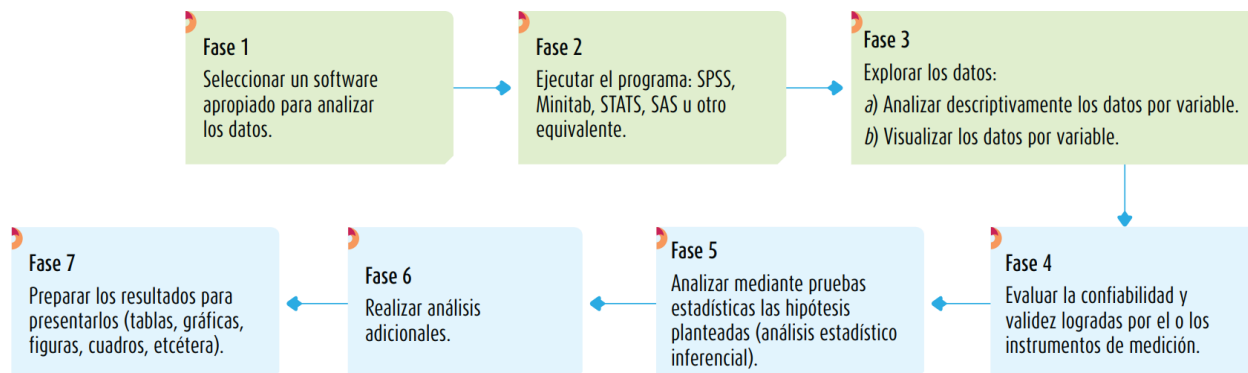 Fase 1
Seleccionar un software
apropiado para analizar
los datos.
Fase 2
Ejecutar el programa: SPSS,
Minitab, STATS, SAS u otro
equivalente.
Fase 3
Explorar los datos:
a) Analizar descriptivamente los datos por variable.
b) Visualizar los datos por variable.
Fase 4
Evaluar la confiabilidad y
validez logradas por el o los
instrumentos de medición.
Fase 5
Analizar mediante pruebas
estadísticas las hipótesis
planteadas (análisis estadístico
inferencial).
Fase 6
Realizar análisis
adicionales.
Fase 7
Preparar los resultados para
presentarlos (tablas, gráficas,
figuras, cuadros, etcétera).